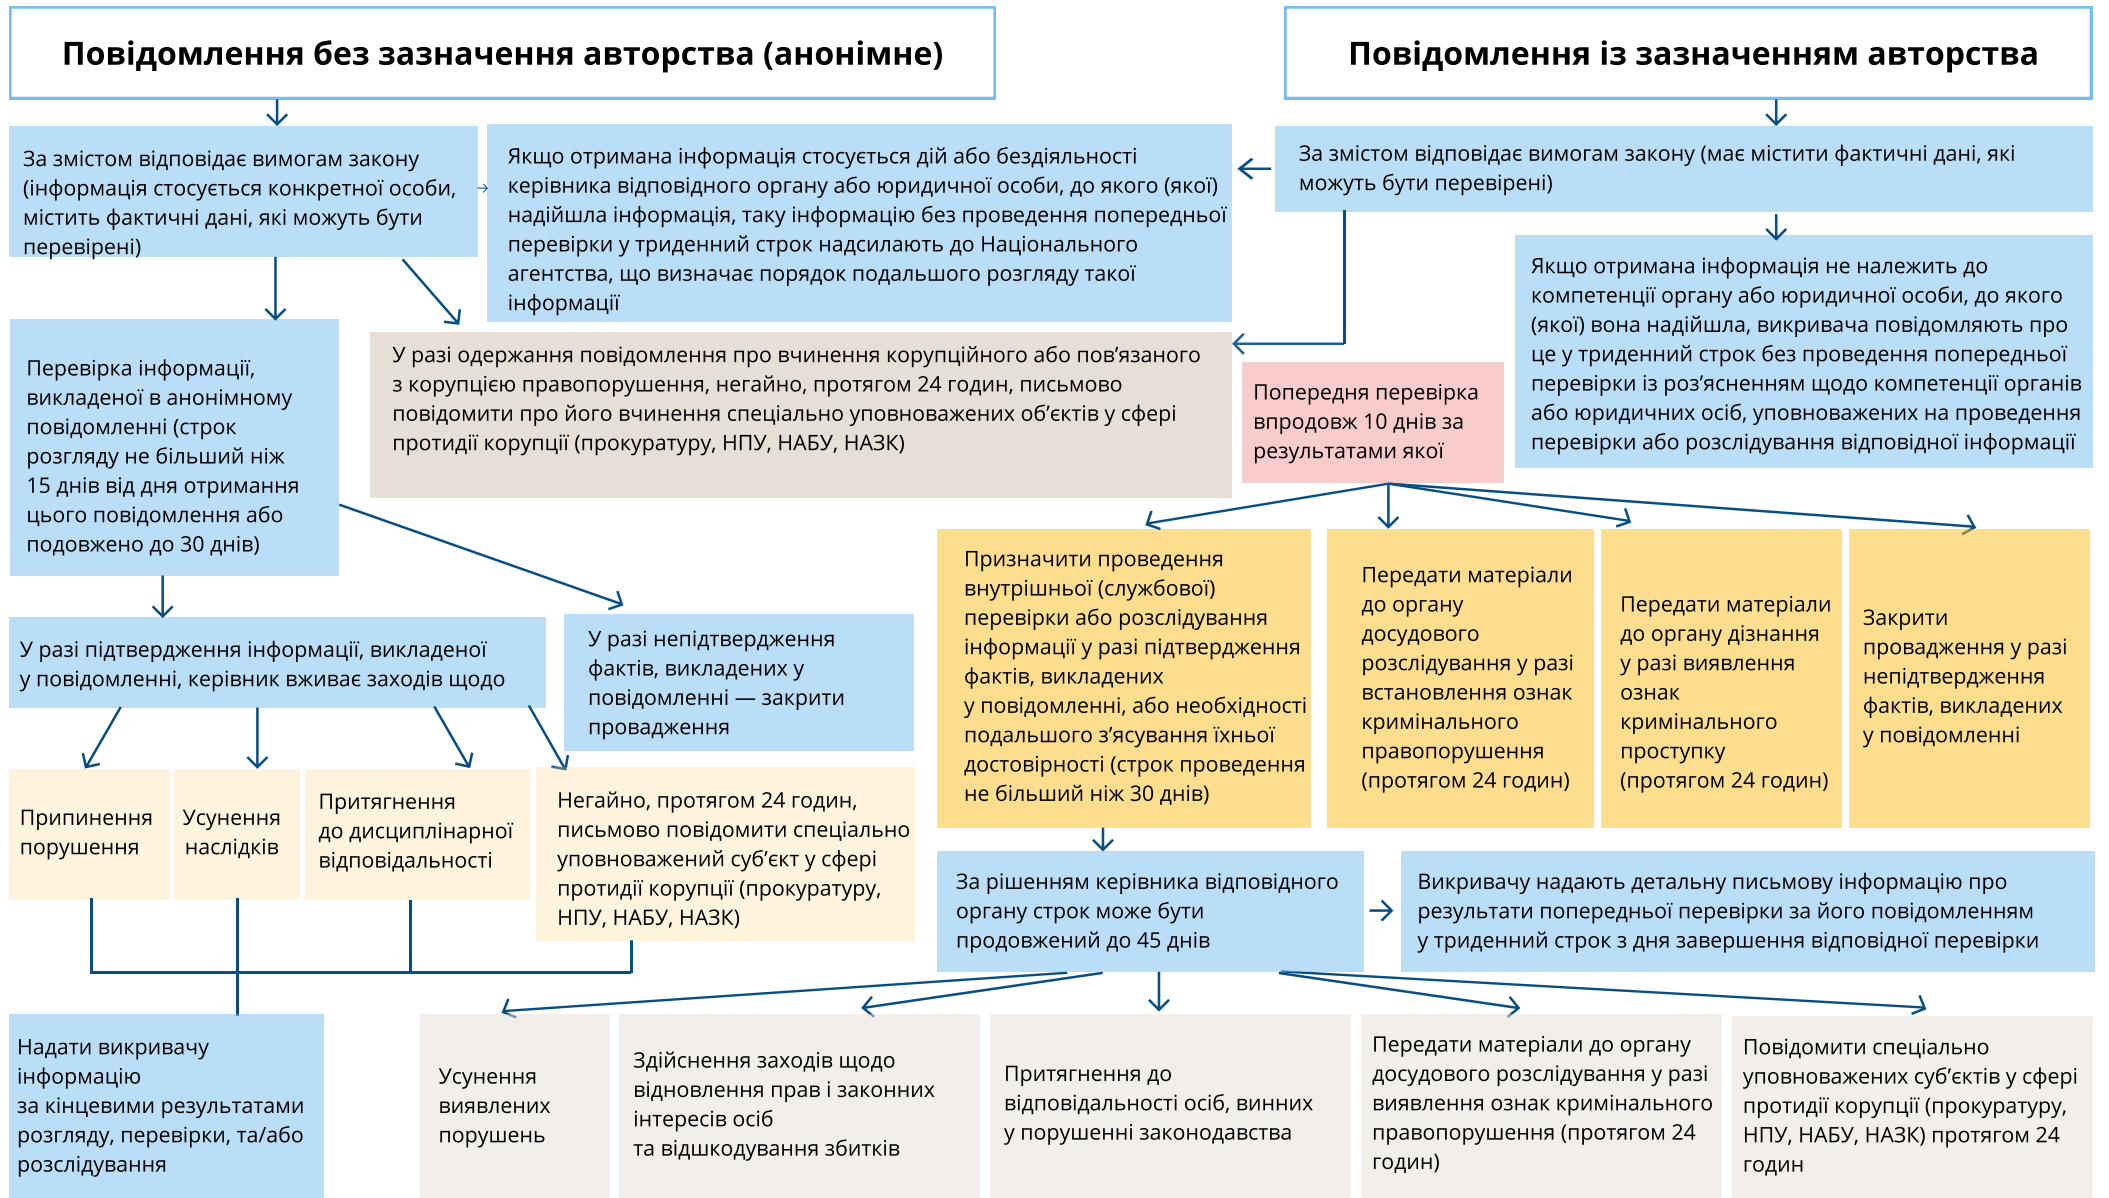 Повідомлення без зазначення авторства (анонімне)
Повідомлення із зазначенням авторства
За змістом відповідає вимогам закону
(інформація стосується конкретної особи,
містить фактичні дані, які можуть бути
перевірені)
Якщо отримана інформація стосується дій або бездіяльності
керівника відповідного органу або юридичної особи, до якого (якої)
надійшла інформація, таку інформацію без проведення попередньої
перевірки у триденний строк надсилають до Національного
агентства, що визначає порядок подальшого розгляду такої
інформації
За змістом відповідає вимогам закону (має містити фактичні дані, які
можуть бути перевірені)
Якщо отримана інформація не належить до
компетенції органу або юридичної особи, до якого
(якої) вона надійшла, викривача повідомляють про
це у триденний строк без проведення попередньої
перевірки із роз’ясненням щодо компетенції органів
або юридичних осіб, уповноважених на проведення
перевірки або розслідування відповідної інформації
Перевірка інформації,
викладеної в анонімному
повідомленні (строк
розгляду не більший ніж
15 днів від дня отримання
цього повідомлення або
подовжено до 30 днів)
У разі одержання повідомлення про вчинення корупційного або пов’язаного
з корупцією правопорушення, негайно, протягом 24 годин, письмово
повідомити про його вчинення спеціально уповноважених об’єктів у сфері
протидії корупції (прокуратуру, НПУ, НАБУ, НАЗК)
Попередня перевірка
впродовж 10 днів за
результатами якої
Призначити проведення
внутрішньої (службової)
перевірки або розслідування
інформації у разі підтвердження
фактів, викладених
у повідомленні, або необхідності
подальшого з’ясування їхньої
достовірності (строк проведення
не більший ніж 30 днів)
Передати матеріали
до органу
досудового
розслідування у разі
встановлення ознак
кримінального
правопорушення
(протягом 24 годин)
Передати матеріали
до органу дізнання
у разі виявлення
ознак
кримінального
проступку
(протягом 24 годин)
Закрити
провадження у разі
непідтвердження
фактів, викладених
у повідомленні
У разі підтвердження інформації, викладеної
у повідомленні, керівник вживає заходів щодо
У разі непідтвердження
фактів, викладених у
повідомленні — закрити
провадження
Припинення
порушення
Усунення
наслідків
Притягнення
до дисциплінарної
відповідальності
Негайно, протягом 24 годин,
письмово повідомити спеціально
уповноважений суб’єкт у сфері
протидії корупції (прокуратуру,
НПУ, НАБУ, НАЗК)
За рішенням керівника відповідного
органу строк може бути
продовжений до 45 днів
Викривачу надають детальну письмову інформацію про
результати попередньої перевірки за його повідомленням
у триденний строк з дня завершення відповідної перевірки
Надати викривачу
інформацію
за кінцевими результатами
розгляду, перевірки, та/або
розслідування
Усунення
виявлених
порушень
Здійснення заходів щодо
відновлення прав і законних
інтересів осіб
та відшкодування збитків
Притягнення до
відповідальності осіб, винних
у порушенні законодавства
Передати матеріали до органу
досудового розслідування у разі
виявлення ознак кримінального
правопорушення (протягом 24
годин)
Повідомити спеціально
уповноважених суб’єктів у сфері
протидії корупції (прокуратуру,
НПУ, НАБУ, НАЗК) протягом 24
годин